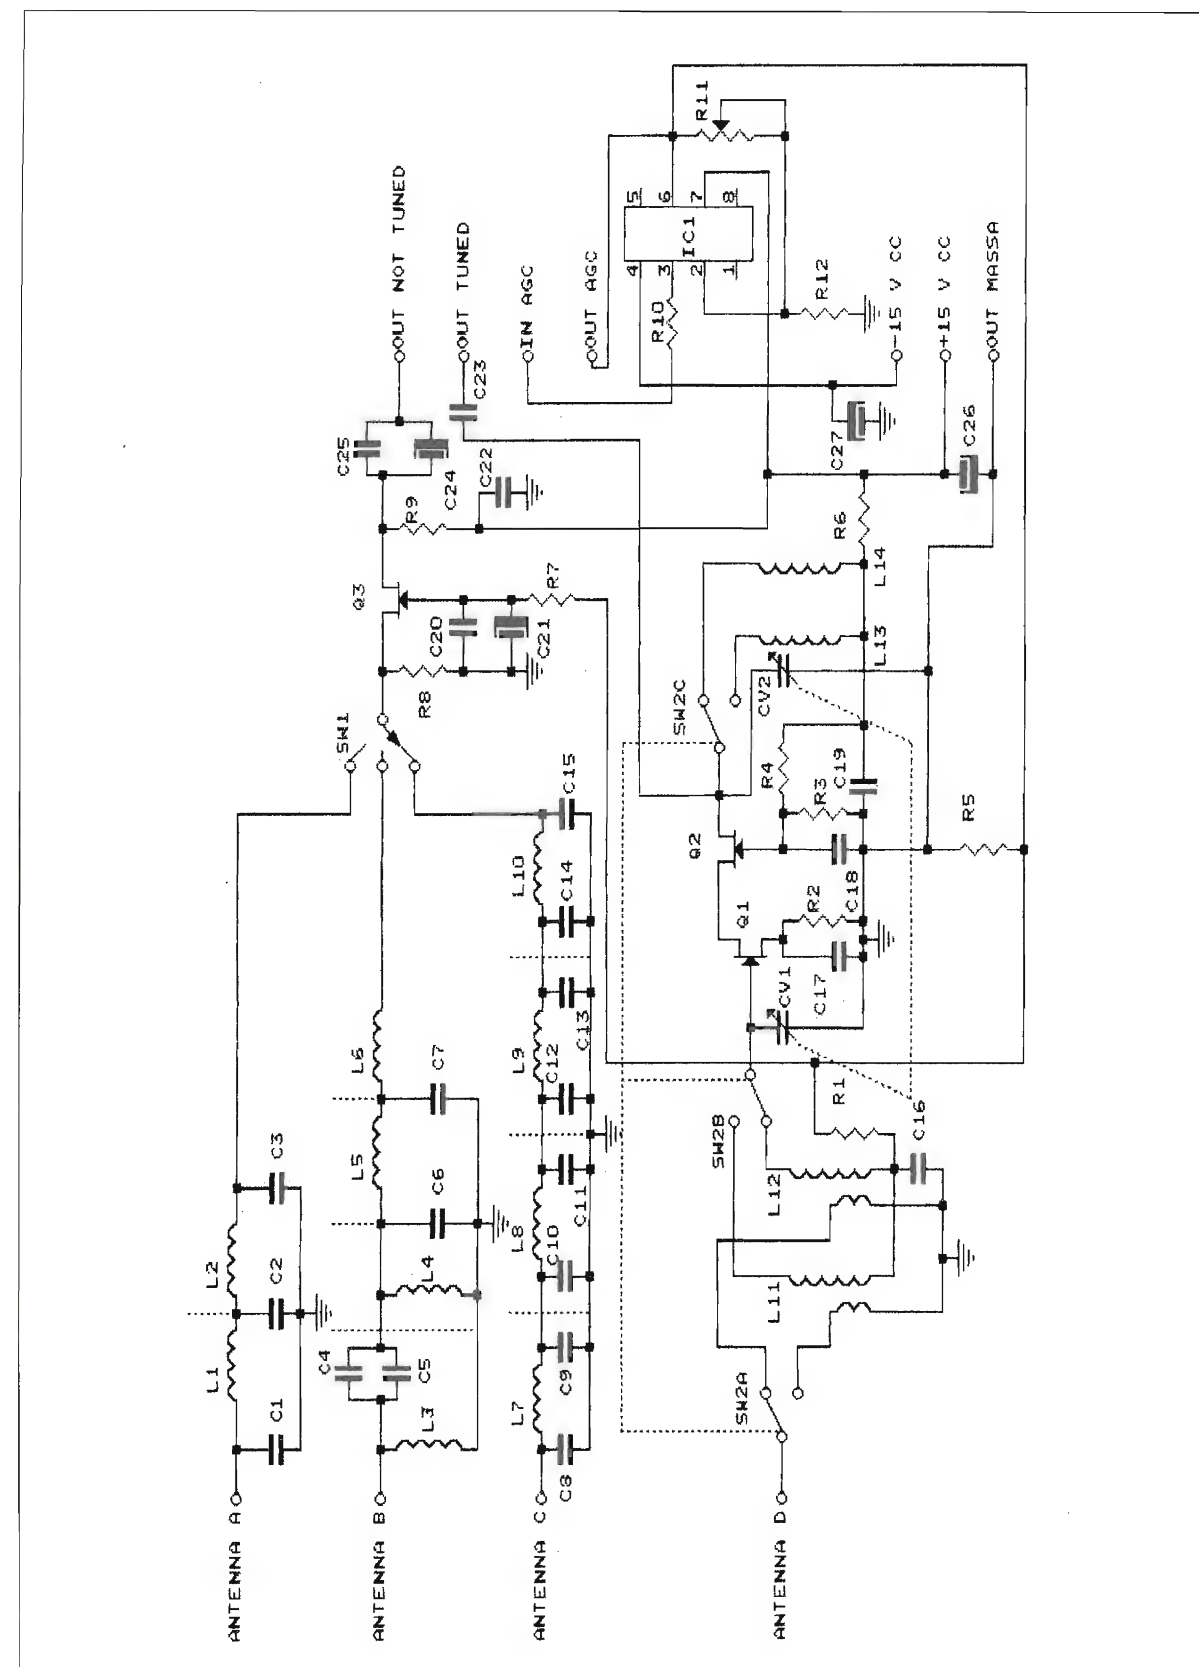 ANTENNA A
L1
L2
C1
C2
C3
SW1
ANTENNA B
L3
C4
C5
L4
C6
L5
C7
L6
R8
Q3
C20
C21
R7
R9
C22
C25
C24
C23
OUT NOT TUNED
OUT TUNED
IN AGC
OUT AGC
ANTENNA C
C8
L7
C9
C10
L8
C11
C12
L9
C13
C14
L10
C15
R10
IC1
4
3
2
1
5
6
7
8
R11
R12
-15 V CC
+15 V CC
OUT MASSA
C27
C26
R6
L14
L13
SW2C
CV2
R4
R3
C19
R5
Q2
C18
Q1
R2
C17
CV1
R1
C16
SW2B
L12
L11
SW2A
ANTENNA D